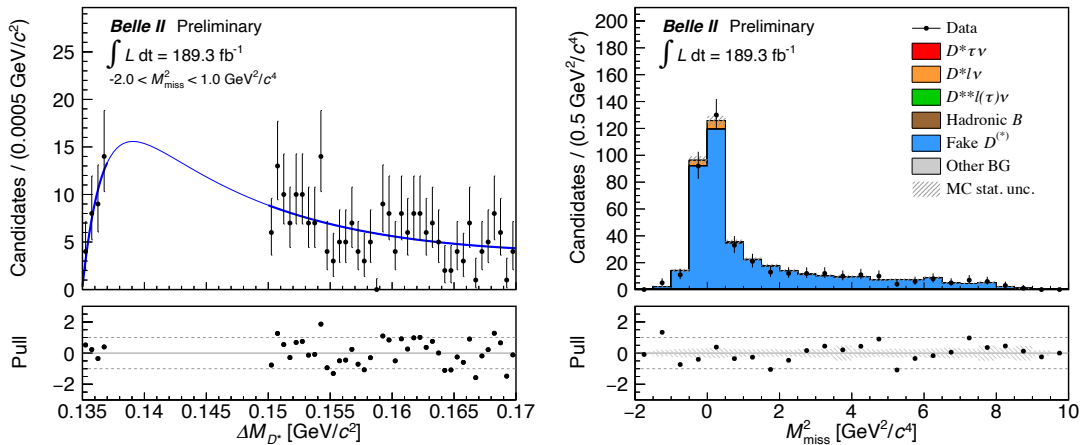 Belle II Preliminary
∫ L dt = 189.3 fb⁻¹
-2.0 < M²miss < 1.0 GeV²/c⁴
Candidates / (0.0005 GeV/c²)
25
20
15
10
5
0
Pull
2
0
−2
0.135 0.14 0.145 0.15 0.155 0.16 0.165 0.17
ΔM_D* [GeV/c²]
Belle II Preliminary
∫ L dt = 189.3 fb⁻¹
Data
D*τν
D*lν
D**l(τ)ν
Hadronic B
Fake D⁽*⁾
Other BG
MC stat. unc.
Candidates / (0.5 GeV²/c⁴)
200
180
160
140
120
100
80
60
40
20
0
Pull
2
0
−2
−2 0 2 4 6 8 10
M²miss [GeV²/c⁴]